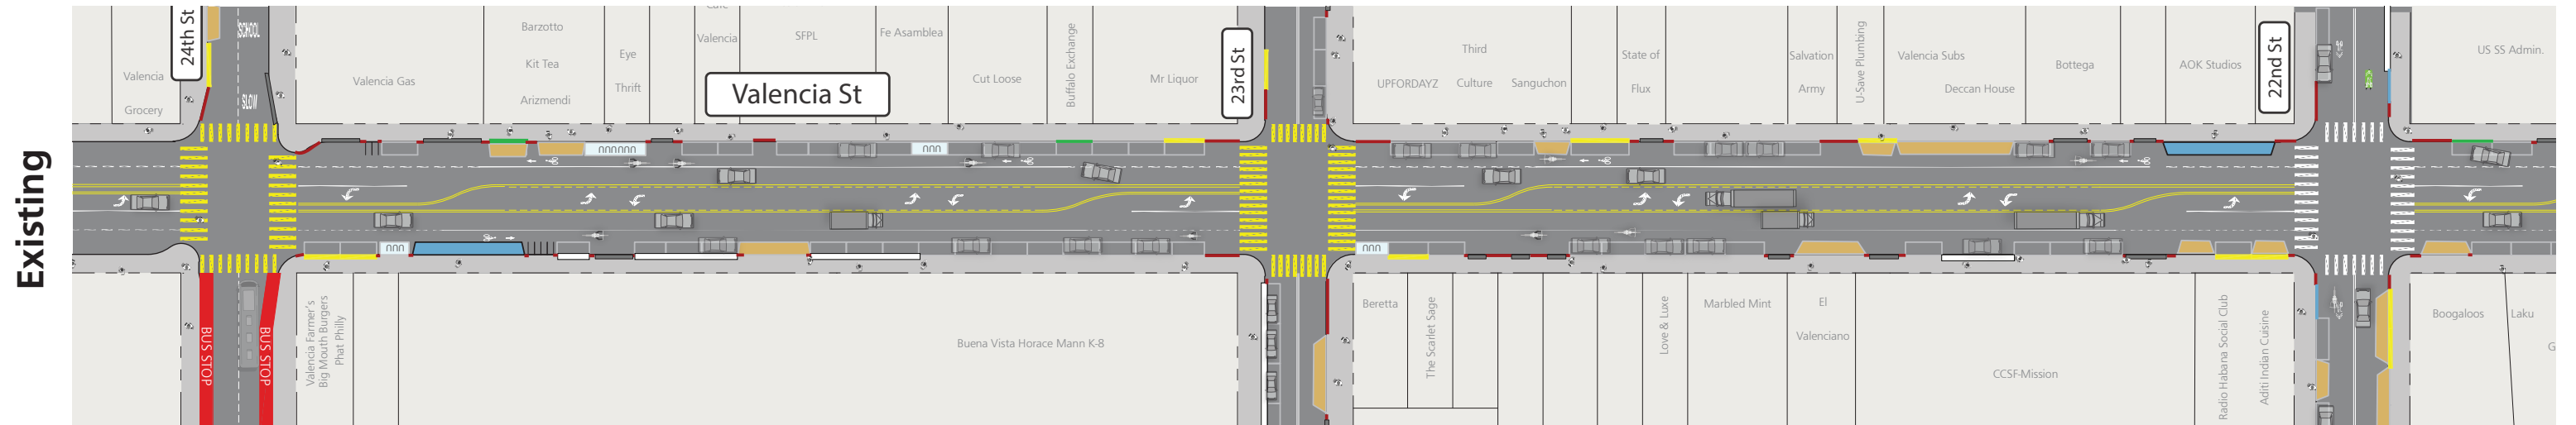 Existing
24th St
SCHOOL
SLOW
Valencia
Grocery
Valencia Gas
Barzotto
Kit Tea
Arizmendi
Eye
Thrift
Valencia St
Cafe
Valencia
SFPL
Fe Asamblea
Cut Loose
Buffalo Exchange
Mr Liquor
23rd St
UPFORDAYZ
Third
Culture
Sanguchon
State of
Flux
Salvation
Army
U-Save Plumbing
Valencia Subs
Deccan House
Bottega
AOK Studios
22nd St
US SS Admin.
BUS STOP
BUS STOP
Valencia Farmer's
Big Mouth Burgers
Phat Philly
Buena Vista Horace Mann K-8
Beretta
The Scarlet Sage
Love & Luxe
Marbled Mint
El
Valenciano
CCSF-Mission
Radio Habana Social Club
Aditi Indian Cuisine
Boogaloos
Laku
G